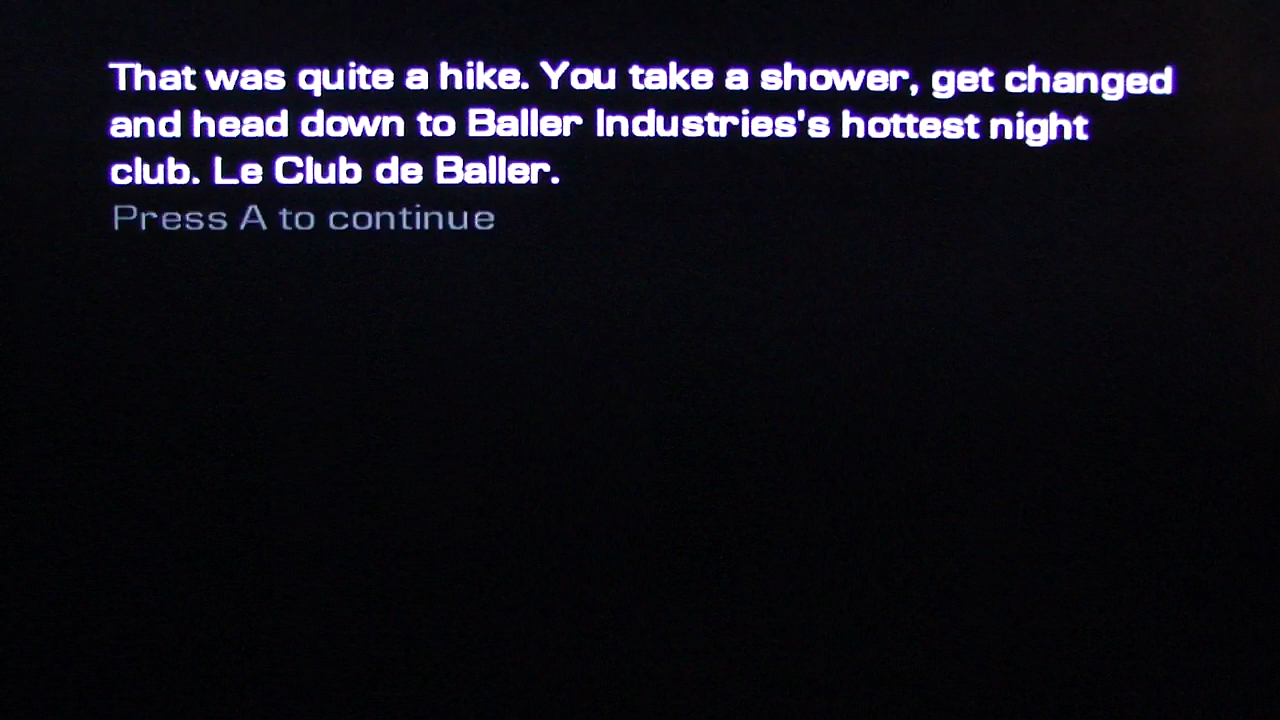 That was quite a hike. You take a shower, get changed
and head down to Baller Industries's hottest night
club. Le Club de Baller.
Press A to continue